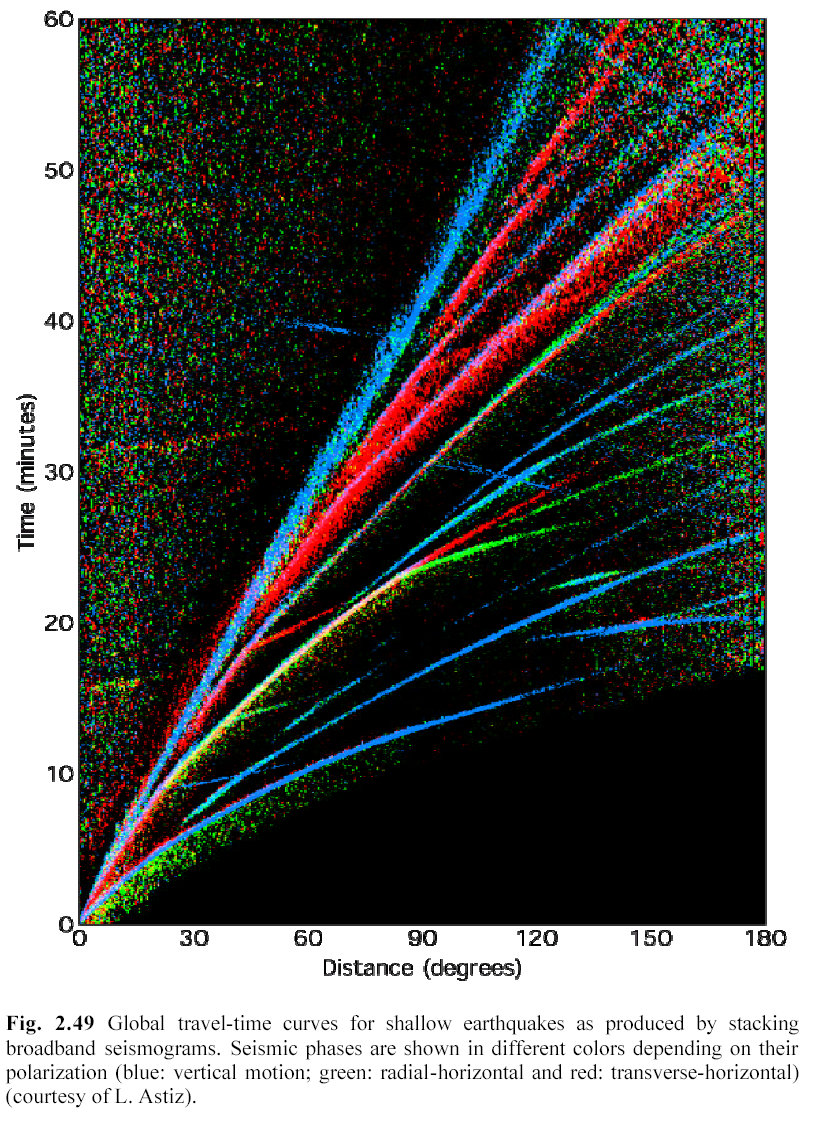 60
50
40
30
20
10
0
Time (minutes)
0 30 60 90 120 150 180
Distance (degrees)
Fig. 2.49 Global travel-time curves for shallow earthquakes as produced by stacking
broadband seismograms. Seismic phases are shown in different colors depending on their
polarization (blue: vertical motion; green: radial-horizontal and red: transverse-horizontal)
(courtesy of L. Astiz).